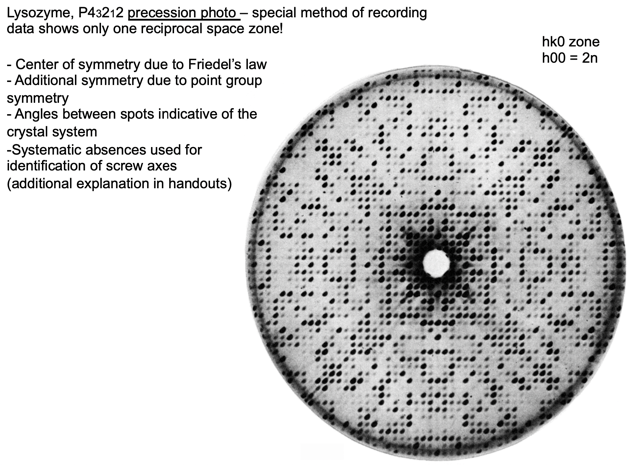 Lysozyme, P43212 precession photo – special method of recording
data shows only one reciprocal space zone!
hk0 zone
h00 = 2n
- Center of symmetry due to Friedel's law
- Additional symmetry due to point group
symmetry
- Angles between spots indicative of the
crystal system
-Systematic absences used for
identification of screw axes
(additional explanation in handouts)